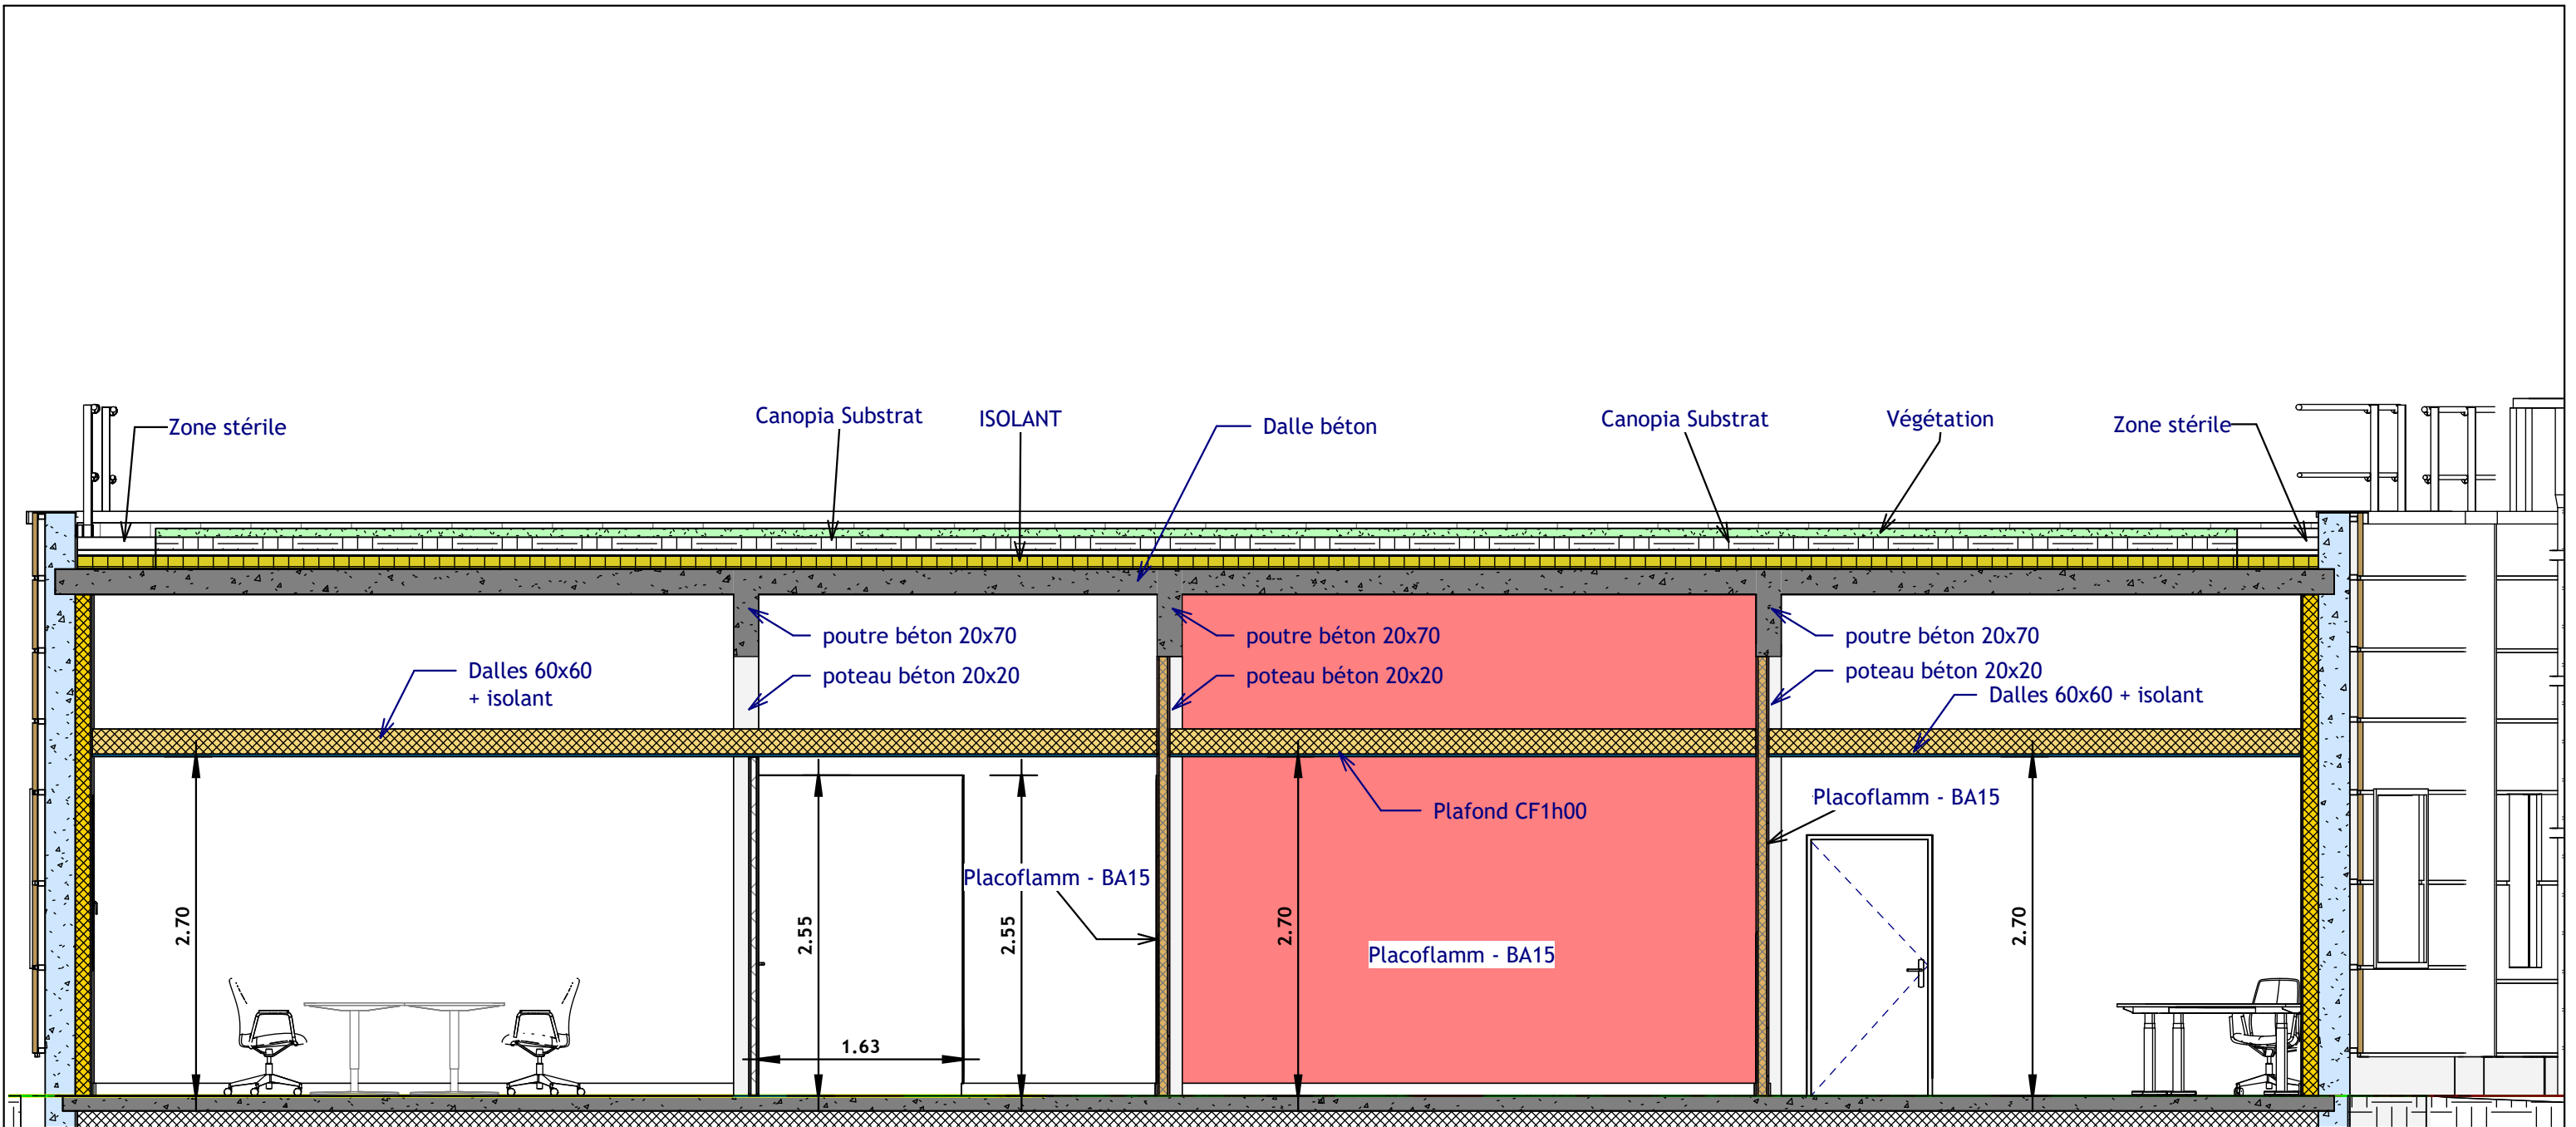 Zone stérile
Canopia Substrat
ISOLANT
Dalle béton
Canopia Substrat
Végétation
Zone stérile
poutre béton 20x70
poutre béton 20x70
poutre béton 20x70
Dalles 60x60
+ isolant
poteau béton 20x20
poteau béton 20x20
poteau béton 20x20
Dalles 60x60 + isolant
Plafond CF1h00
Placoflamm - BA15
Placoflamm - BA15
2.70
2.55
2.55
2.70
2.70
Placoflamm - BA15
1.63